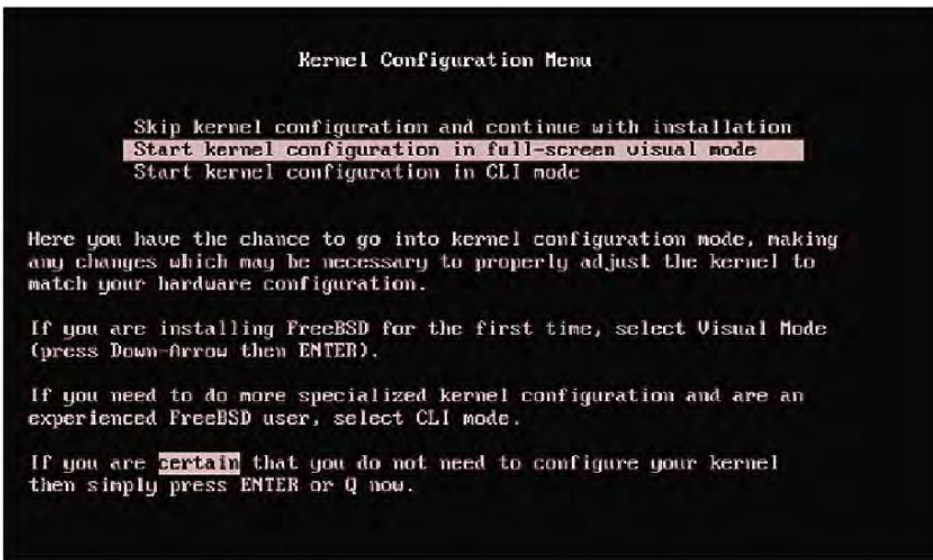 Kernel Configuration Menu
Skip kernel configuration and continue with installation
Start kernel configuration in full-screen visual mode
Start kernel configuration in CLI mode
Here you have the chance to go into kernel configuration mode, making
any changes which may be necessary to properly adjust the kernel to
match your hardware configuration.
If you are installing FreeBSD for the first time, select Visual Mode
(press Down-Arrow then ENTER).
If you need to do more specialized kernel configuration and are an
experienced FreeBSD user, select CLI mode.
If you are certain that you do not need to configure your kernel
then simply press ENTER or Q now.